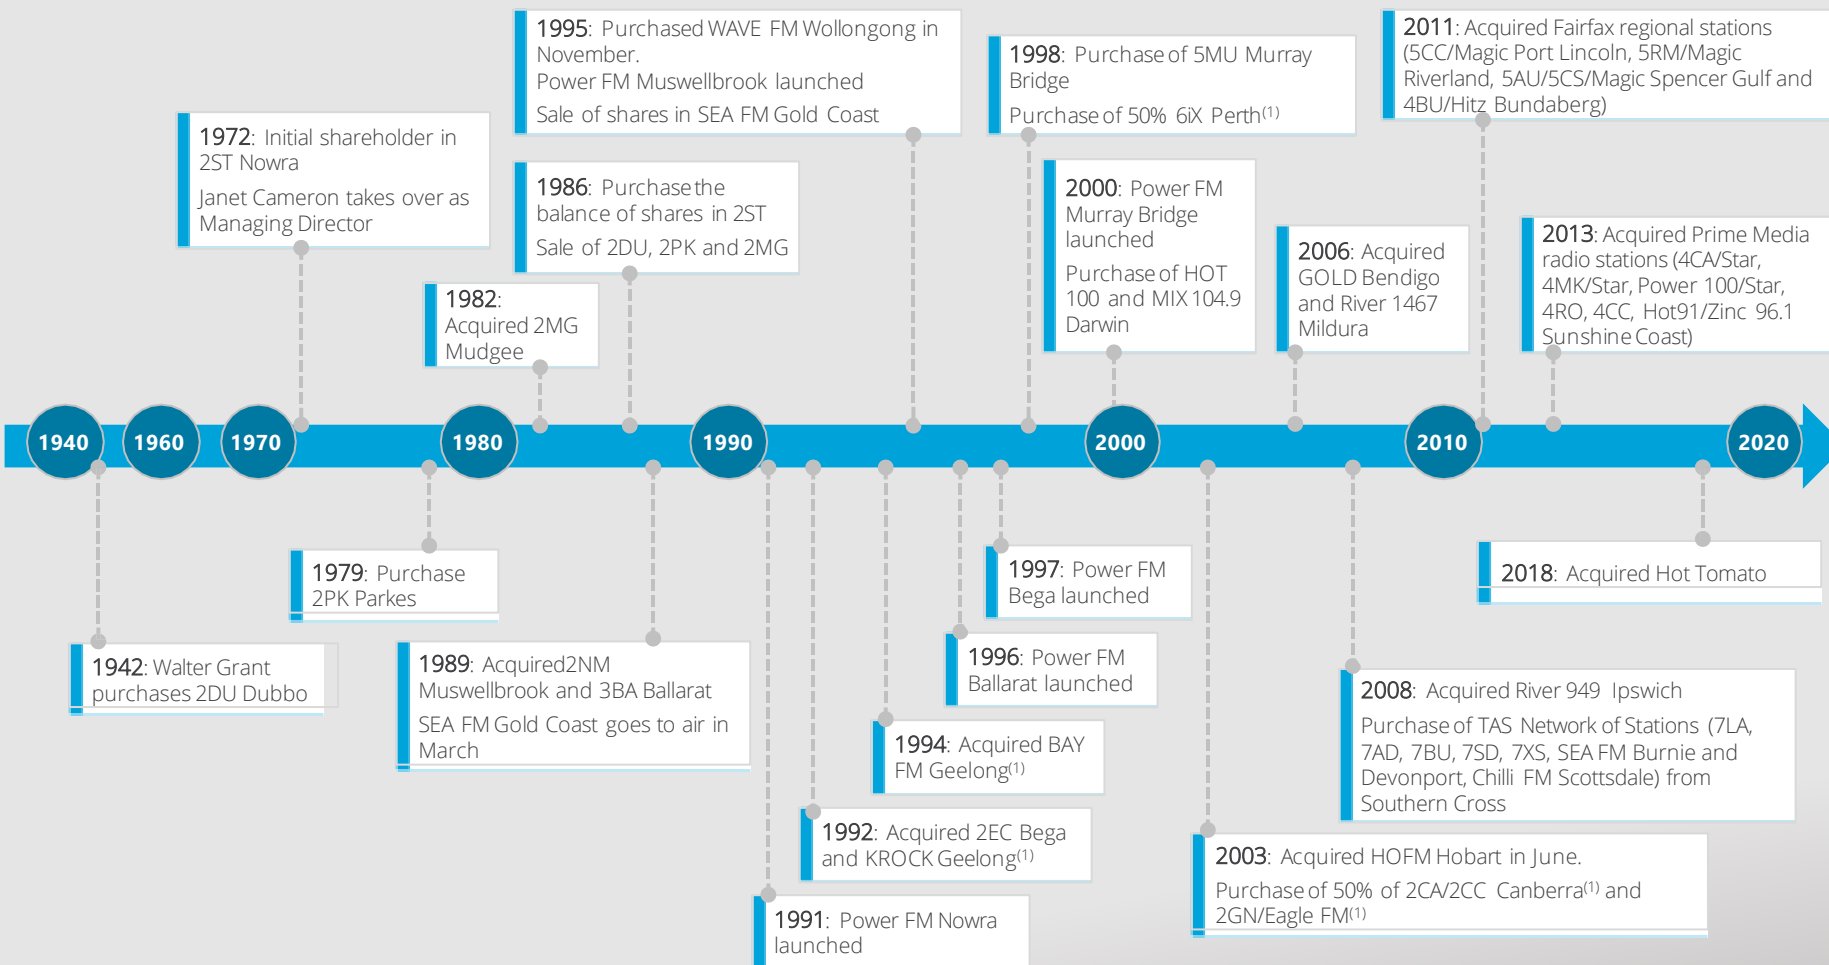 1995: Purchased WAVE FM Wollongong in
November.
Power FM Muswellbrook launched
Sale of shares in SEA FM Gold Coast
1998: Purchase of 5MU Murray
Bridge
Purchase of 50% 6iX Perth(1)
2011: Acquired Fairfax regional stations
(5CC/Magic Port Lincoln, 5RM/Magic
Riverland, 5AU/5CS/Magic Spencer Gulf and
4BU/Hitz Bundaberg)
1972: Initial shareholder in
2ST Nowra
Janet Cameron takes over as
Managing Director
1986: Purchase the
balance of shares in 2ST
Sale of 2DU, 2PK and 2MG
2000: Power FM
Murray Bridge
launched
Purchase of HOT
100 and MIX 104.9
Darwin
2006: Acquired
GOLD Bendigo
and River 1467
Mildura
2013: Acquired Prime Media
radio stations (4CA/Star,
4MK/Star, Power 100/Star,
4RO, 4CC, Hot91/Zinc 96.1
Sunshine Coast)
1982:
Acquired 2MG
Mudgee
1940
1960
1970
1980
1990
2000
2010
2020
1979: Purchase
2PK Parkes
1997: Power FM
Bega launched
2018: Acquired Hot Tomato
1942: Walter Grant
purchases 2DU Dubbo
1989: Acquired 2NM
Muswellbrook and 3BA Ballarat
SEA FM Gold Coast goes to air in
March
1996: Power FM
Ballarat launched
2008: Acquired River 949 Ipswich
Purchase of TAS Network of Stations (7LA,
7AD, 7BU, 7SD, 7XS, SEA FM Burnie and
Devonport, Chilli FM Scottsdale) from
Southern Cross
1994: Acquired BAY
FM Geelong(1)
1992: Acquired 2EC Bega
and KROCK Geelong(1)
2003: Acquired HOFM Hobart in June.
Purchase of 50% of 2CA/2CC Canberra(1) and
2GN/Eagle FM(1)
1991: Power FM Nowra
launched